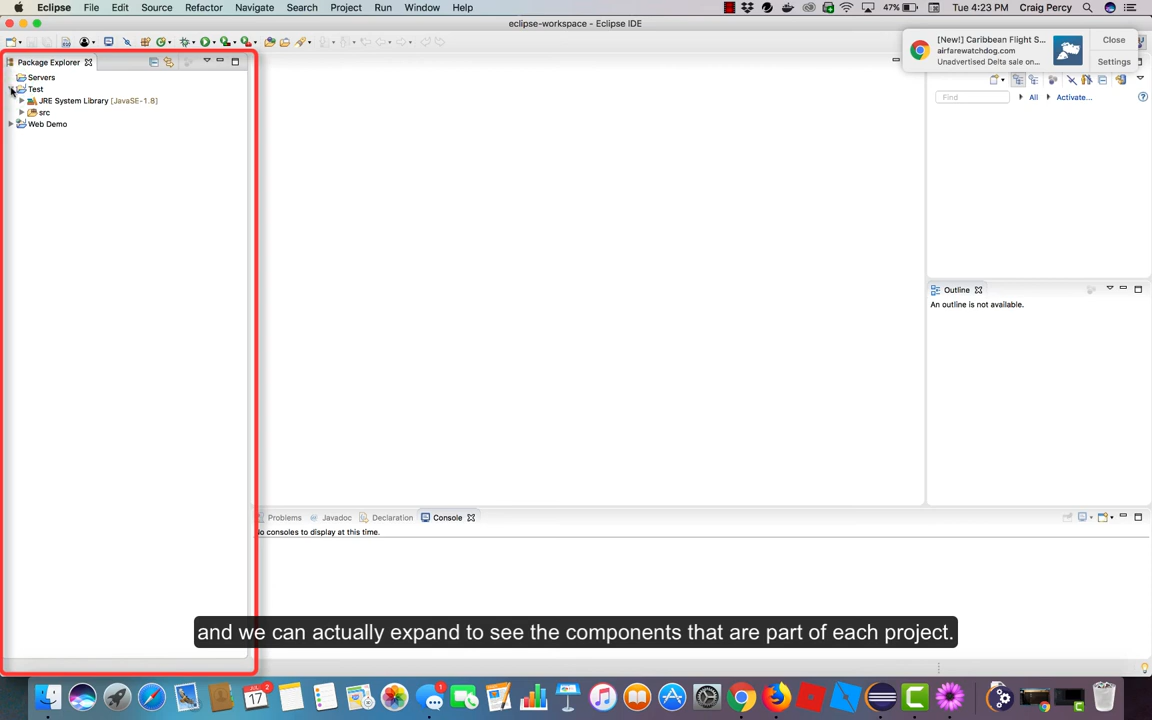 Eclipse File Edit Source Refactor Navigate Search Project Run Window Help 47% Tue 4:23 PM Craig Percy
eclipse-workspace - Eclipse IDE
[New!] Caribbean Flight S...
airfarewatchdog.com
Unadvertised Delta sale on...
Close
Settings
Package Explorer
Servers
Test
JRE System Library [JavaSE-1.8]
src
Web Demo
Find All Activate...
Outline
An outline is not available.
Problems Javadoc Declaration Console
No consoles to display at this time.
and we can actually expand to see the components that are part of each project.
JUL 2
17
1